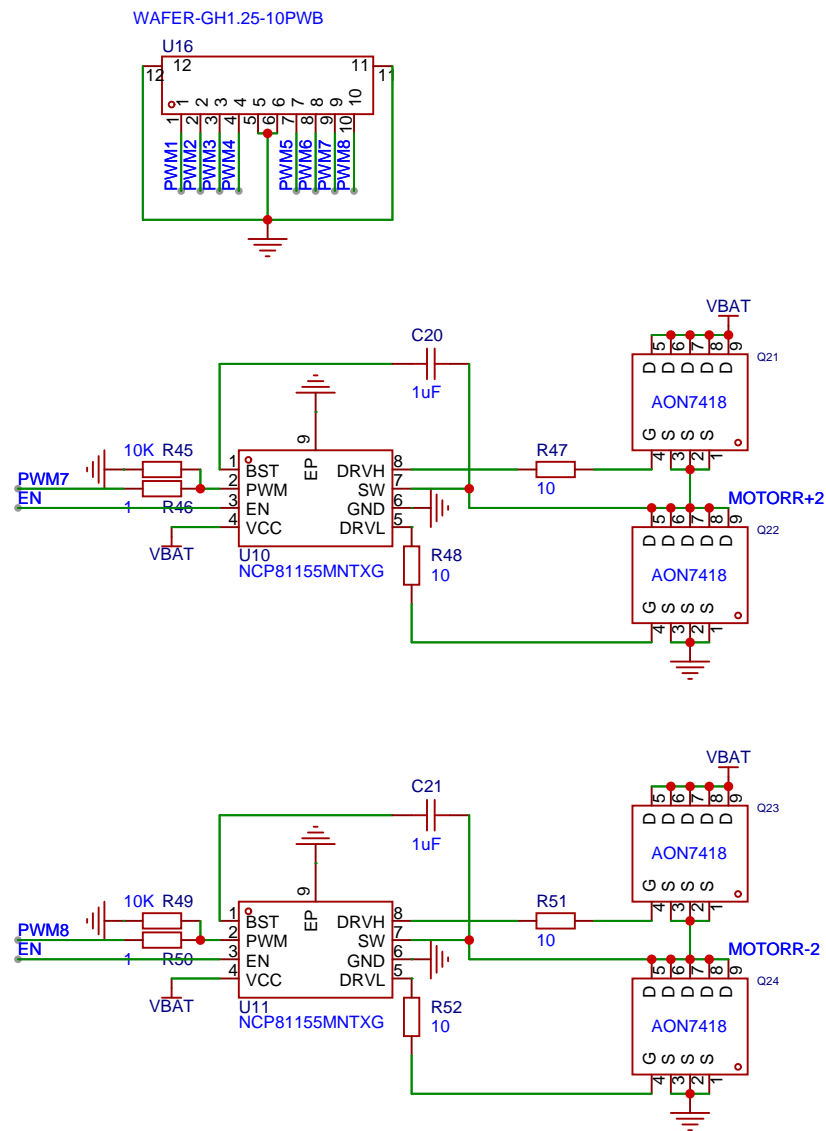 WAFER-GH1.25-10PWB
U16
12 11
12 11
1 2 3 4 5 6 7 8 9 10
1 2 3 4 5 6 7 8 9 10
PWM1
PWM2
PWM3
PWM4
PWM5
PWM6
PWM7
PWM8
VBAT
C20
1uF
5 6 7 8 9
D D D D D
Q21
AON7418
G S S S
4 3 2 1
9
EP
10K R45
PWM7
EN
1 R46
VBAT
1 BST
2 PWM
3 EN
4 VCC
DRVH 8
SW 7
GND 6
DRVL 5
U10
NCP81155MNTXG
R47
10
R48
10
MOTORR+2
5 6 7 8 9
D D D D D
Q22
AON7418
G S S S
4 3 2 1
VBAT
C21
1uF
5 6 7 8 9
D D D D D
Q23
AON7418
G S S S
4 3 2 1
9
EP
10K R49
PWM8
EN
1 R50
VBAT
1 BST
2 PWM
3 EN
4 VCC
DRVH 8
SW 7
GND 6
DRVL 5
U11
NCP81155MNTXG
R51
10
R52
10
MOTORR-2
5 6 7 8 9
D D D D D
Q24
AON7418
G S S S
4 3 2 1